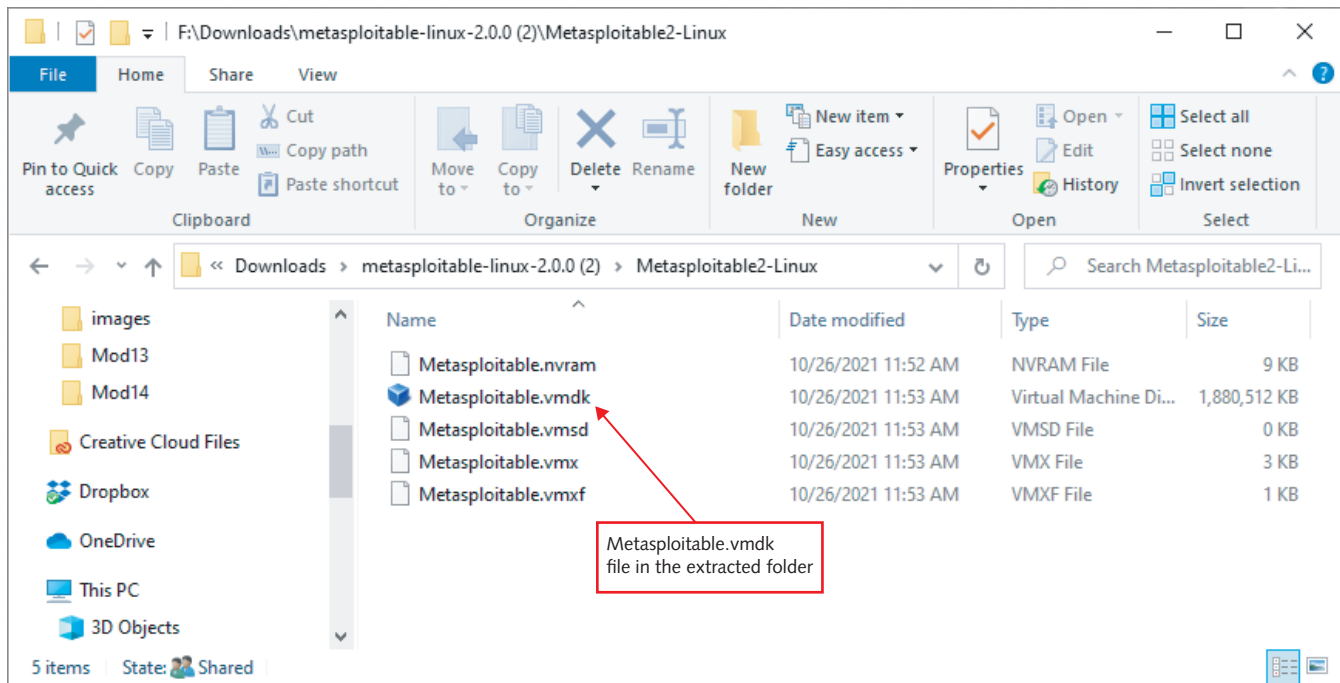 F:\Downloads\metasploitable-linux-2.0.0 (2)\Metasploitable2-Linux
File Home Share View
Pin to Quick access
Copy
Paste
Cut
Copy path
Paste shortcut
Move to
Copy to
Delete
Rename
New folder
New item
Easy access
Properties
Open
Edit
History
Select all
Select none
Invert selection
Clipboard Organize New Open Select
« Downloads › metasploitable-linux-2.0.0 (2) › Metasploitable2-Linux
Search Metasploitable2-Li...
images
Mod13
Mod14
Creative Cloud Files
Dropbox
OneDrive
This PC
3D Objects
Name Date modified Type Size
Metasploitable.nvram 10/26/2021 11:52 AM NVRAM File 9 KB
Metasploitable.vmdk 10/26/2021 11:53 AM Virtual Machine Di... 1,880,512 KB
Metasploitable.vmsd 10/26/2021 11:53 AM VMSD File 0 KB
Metasploitable.vmx 10/26/2021 11:53 AM VMX File 3 KB
Metasploitable.vmxf 10/26/2021 11:53 AM VMXF File 1 KB
Metasploitable.vmdk
file in the extracted folder
5 items State: Shared